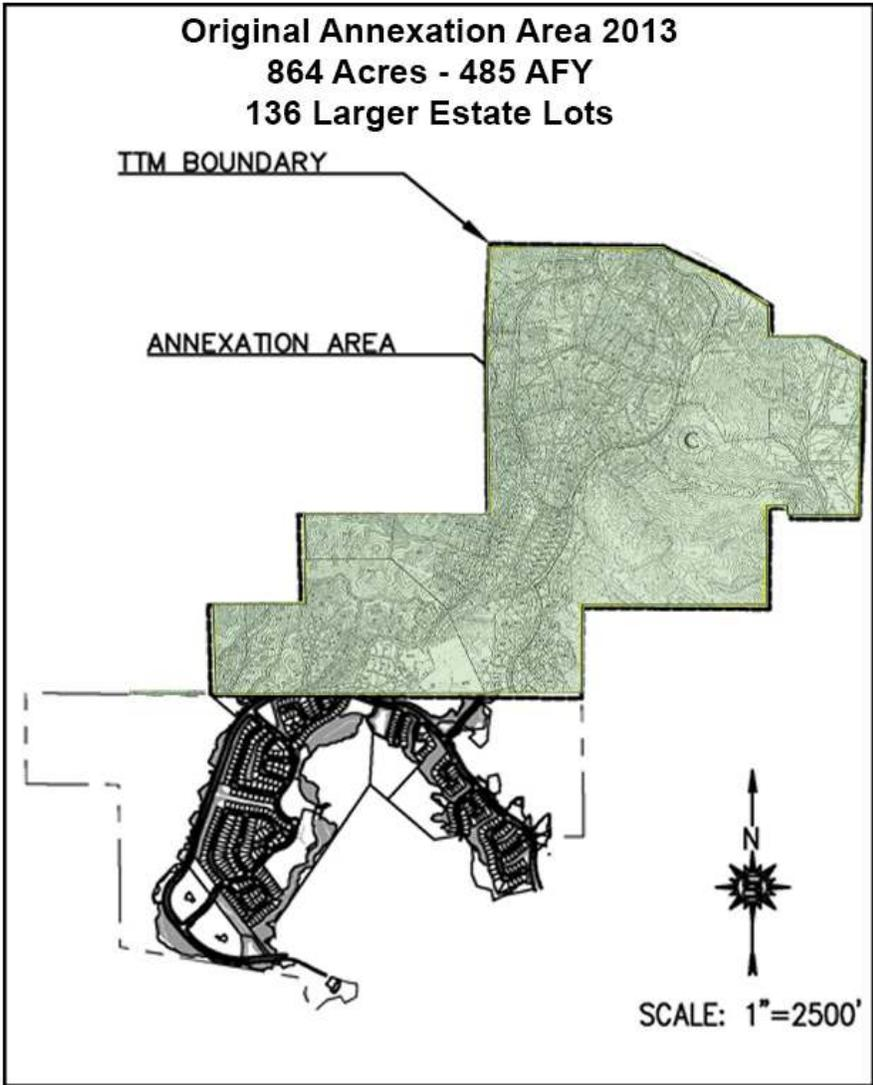 Original Annexation Area 2013
864 Acres - 485 AFY
136 Larger Estate Lots
TTM BOUNDARY
ANNEXATION AREA
C
N
SCALE: 1"=2500'